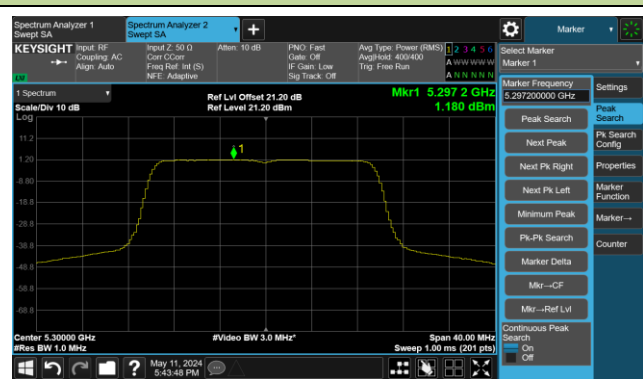 Spectrum Analyzer 1
Swept SA
Spectrum Analyzer 2
Swept SA
Marker
KEYSIGHT
Input: RF
Coupling: AC
Align: Auto
Input Z: 50 Ω
Corr CCorr
Freq Ref: Int (S)
NFE: Adaptive
Atten: 10 dB
PNO: Fast
Gate: Off
IF Gain: Low
Sig Track: Off
Avg Type: Power (RMS)
Avg|Hold: 400/400
Trig: Free Run
1 2 3 4 5 6
A W W W W W
A N N N N N
LXI
Select Marker
Marker 1
1 Spectrum
Scale/Div 10 dB
Log
Ref Lvl Offset 21.20 dB
Ref Level 21.20 dBm
Mkr1 5.297 2 GHz
1.180 dBm
1
11.2
1.20
-8.80
-18.8
-28.8
-38.8
-48.8
-58.8
-68.8
Center 5.30000 GHz
#Res BW 1.0 MHz
#Video BW 3.0 MHz*
Span 40.00 MHz
Sweep 1.00 ms (201 pts)
Marker Frequency
5.297200000 GHz
Peak Search
Next Peak
Next Pk Right
Next Pk Left
Minimum Peak
Pk-Pk Search
Marker Delta
Mkr→CF
Mkr→Ref Lvl
Continuous Peak
Search
On
Off
Settings
Peak
Search
Pk Search
Config
Properties
Marker
Function
Marker→
Counter
May 11, 2024
5:43:48 PM